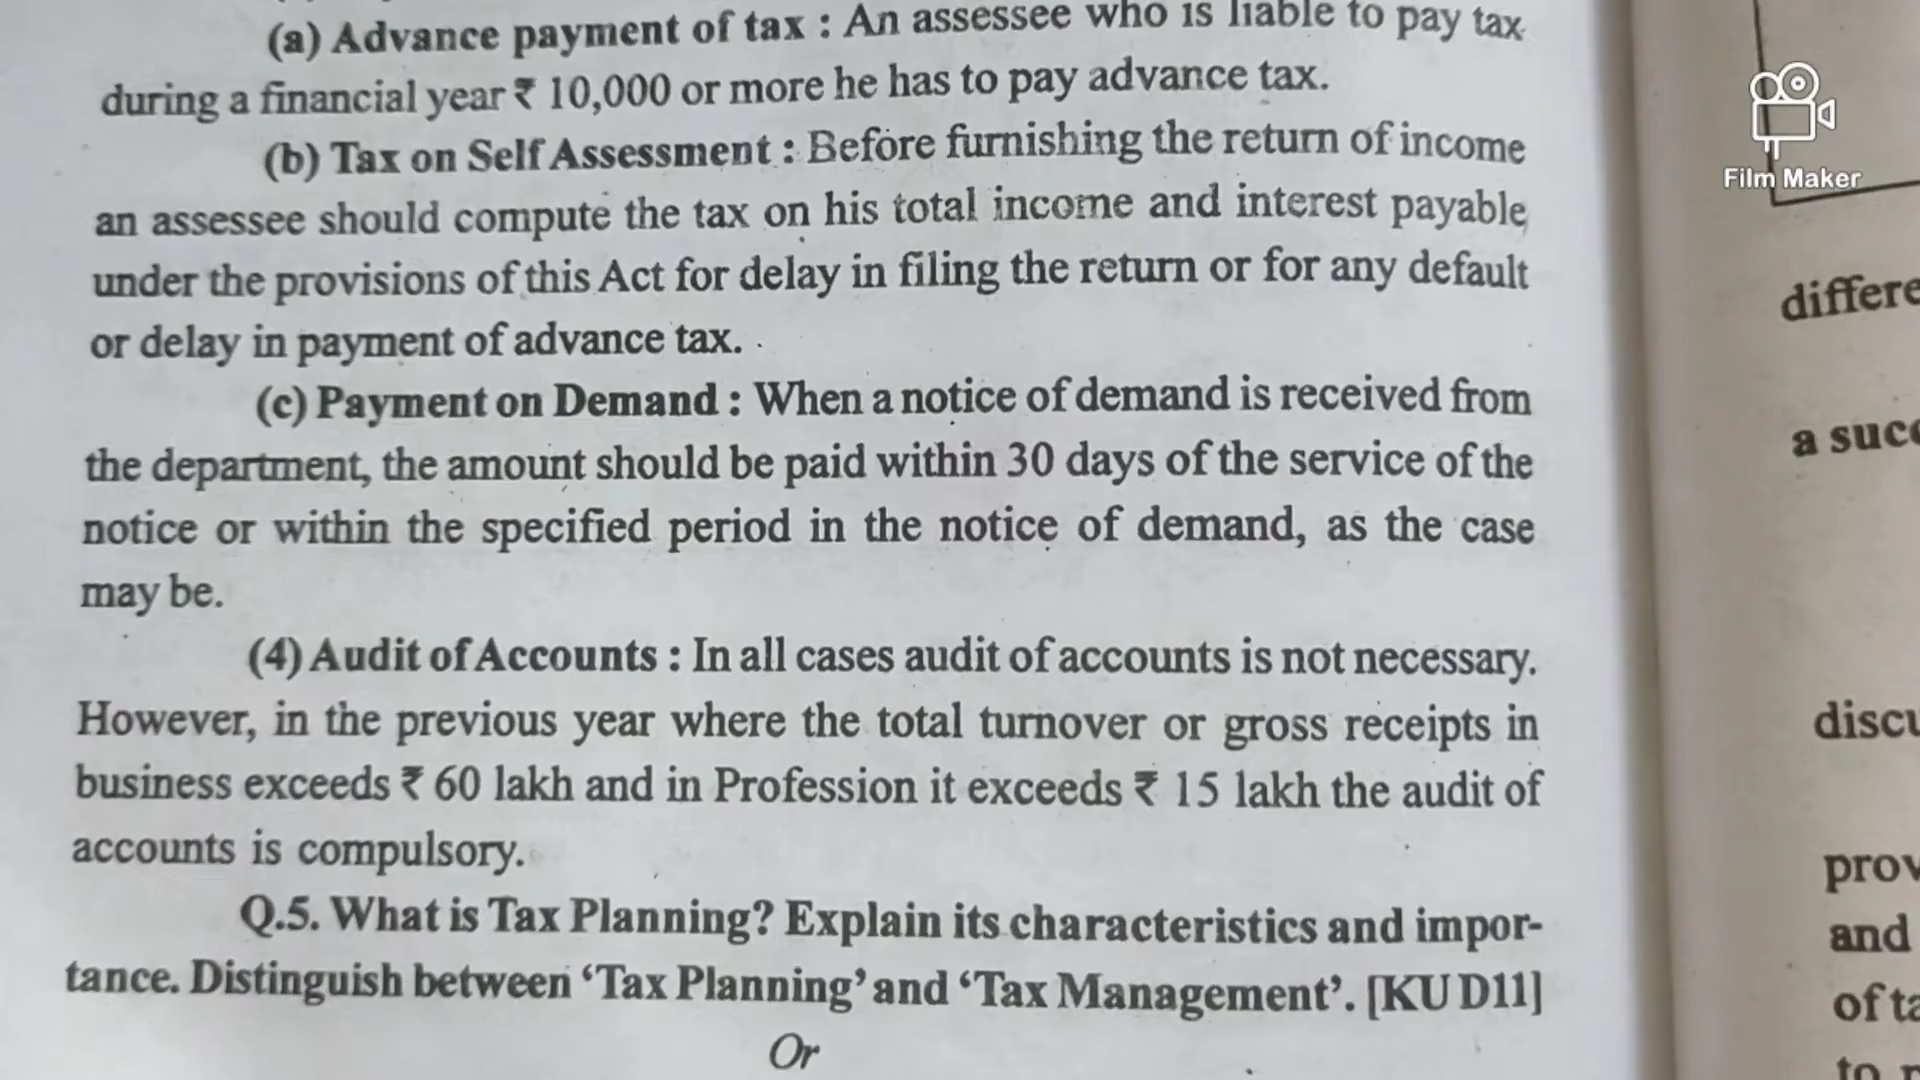 (a) Advance payment of tax : An assessee who is liable to pay tax
during a financial year ₹ 10,000 or more he has to pay advance tax.
(b) Tax on Self Assessment : Before furnishing the return of income
an assessee should compute the tax on his total income and interest payable
under the provisions of this Act for delay in filing the return or for any default
or delay in payment of advance tax.
(c) Payment on Demand : When a notice of demand is received from
the department, the amount should be paid within 30 days of the service of the
notice or within the specified period in the notice of demand, as the case
may be.
(4) Audit of Accounts : In all cases audit of accounts is not necessary.
However, in the previous year where the total turnover or gross receipts in
business exceeds ₹ 60 lakh and in Profession it exceeds ₹ 15 lakh the audit of
accounts is compulsory.
Q.5. What is Tax Planning? Explain its characteristics and impor-
tance. Distinguish between ‘Tax Planning’ and ‘Tax Management’. [KU D11]
Or
Film Maker
a
and
of
to